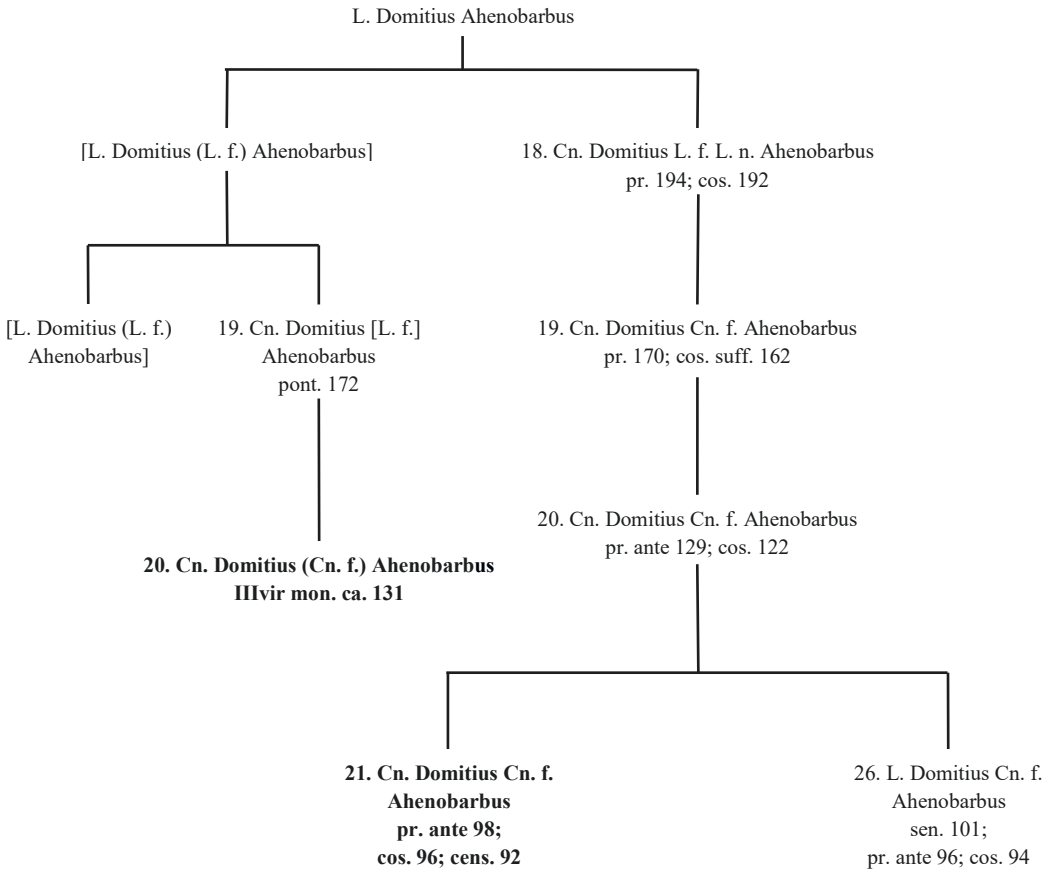 L. Domitius Ahenobarbus
[L. Domitius (L. f.) Ahenobarbus]
18. Cn. Domitius L. f. L. n. Ahenobarbus
pr. 194; cos. 192
[L. Domitius (L. f.)
Ahenobarbus]
19. Cn. Domitius [L. f.]
Ahenobarbus
pont. 172
19. Cn. Domitius Cn. f. Ahenobarbus
pr. 170; cos. suff. 162
20. Cn. Domitius Cn. f. Ahenobarbus
pr. ante 129; cos. 122
20. Cn. Domitius (Cn. f.) Ahenobarbus
IIIvir mon. ca. 131
21. Cn. Domitius Cn. f.
Ahenobarbus
pr. ante 98;
cos. 96; cens. 92
26. L. Domitius Cn. f.
Ahenobarbus
sen. 101;
pr. ante 96; cos. 94